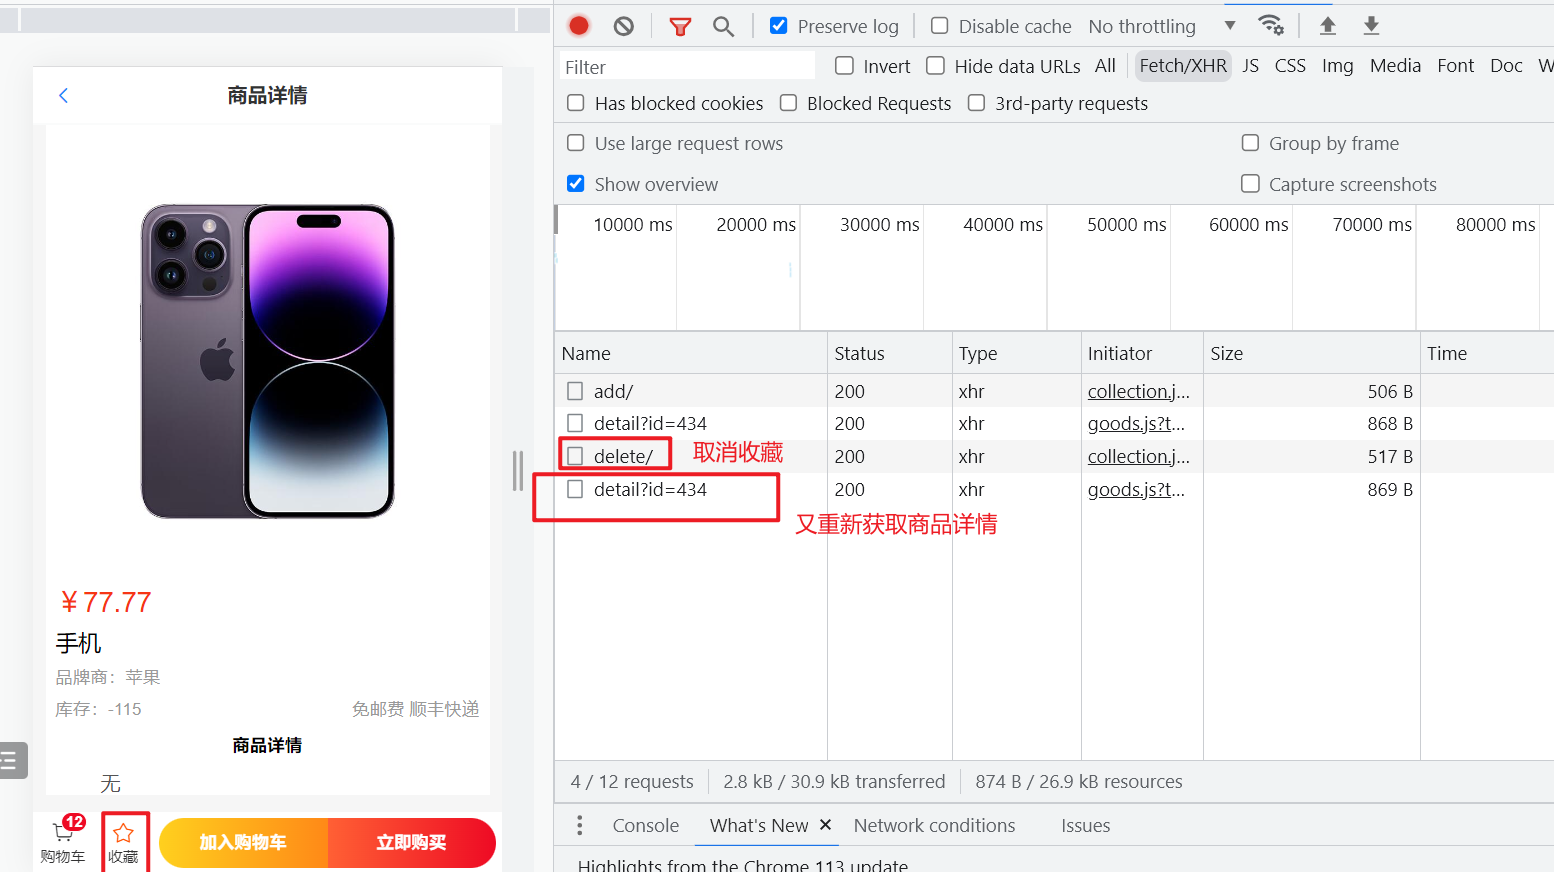 商品详情
¥ 77.77
手机
品牌商：苹果
库存：-115
免邮费 顺丰快递
商品详情
无
12
购物车
收藏
加入购物车
立即购买
Preserve log
Disable cache
No throttling
Filter
Invert
Hide data URLs
All
Fetch/XHR
JS
CSS
Img
Media
Font
Doc
W
Has blocked cookies
Blocked Requests
3rd-party requests
Use large request rows
Group by frame
Show overview
Capture screenshots
10000 ms
20000 ms
30000 ms
40000 ms
50000 ms
60000 ms
70000 ms
80000 ms
Name Status Type Initiator Size Time
add/ 200 xhr collection.j... 506 B
detail?id=434 200 xhr goods.js?t... 868 B
delete/ 取消收藏 200 xhr collection.j... 517 B
detail?id=434 200 xhr goods.js?t... 869 B
又重新获取商品详情
4 / 12 requests
2.8 kB / 30.9 kB transferred
874 B / 26.9 kB resources
Console
What's New
Network conditions
Issues
Highlights from the Chrome 113 update